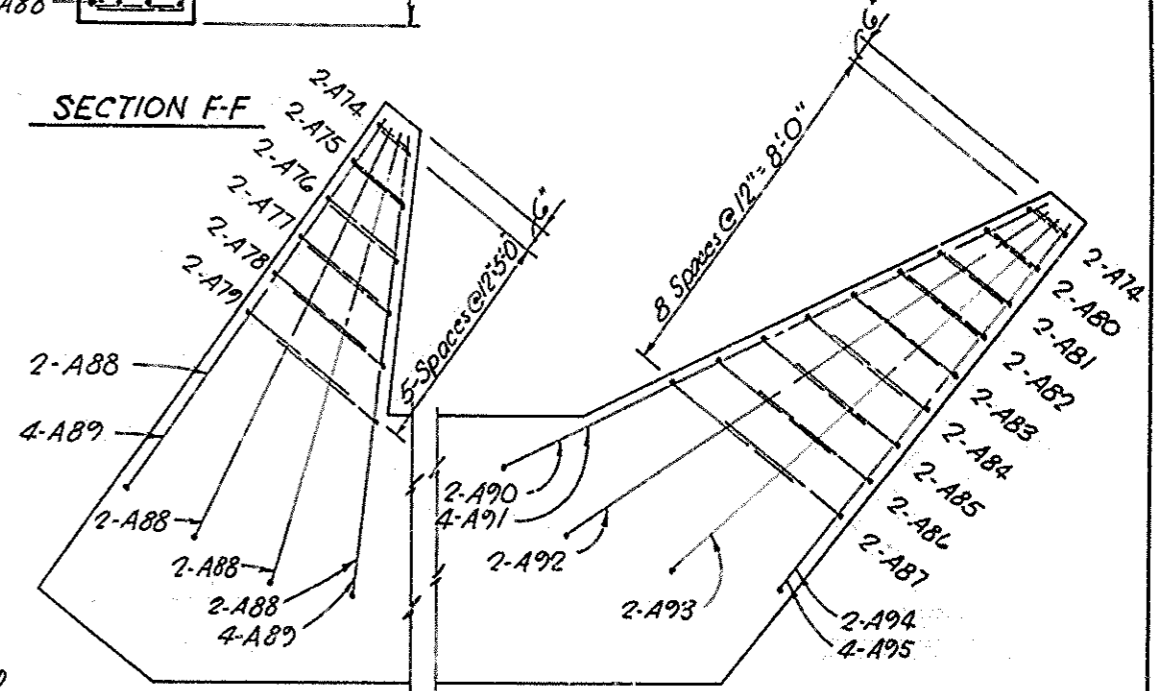 A88
SECTION F-F
2-A74
2-A75
2-A76
2-A77
2-A78
2-A79
6"
5-Spaces@12"=5'0"
2-A88
4-A89
2-A88
2-A88
2-A88
4-A89
6"
8 Spaces@12"=8'-0"
2-A74
2-A80
2-A81
2-A82
2-A83
2-A84
2-A85
2-A86
2-A87
2-A90
4-A91
2-A92
2-A93
2-A94
4-A95